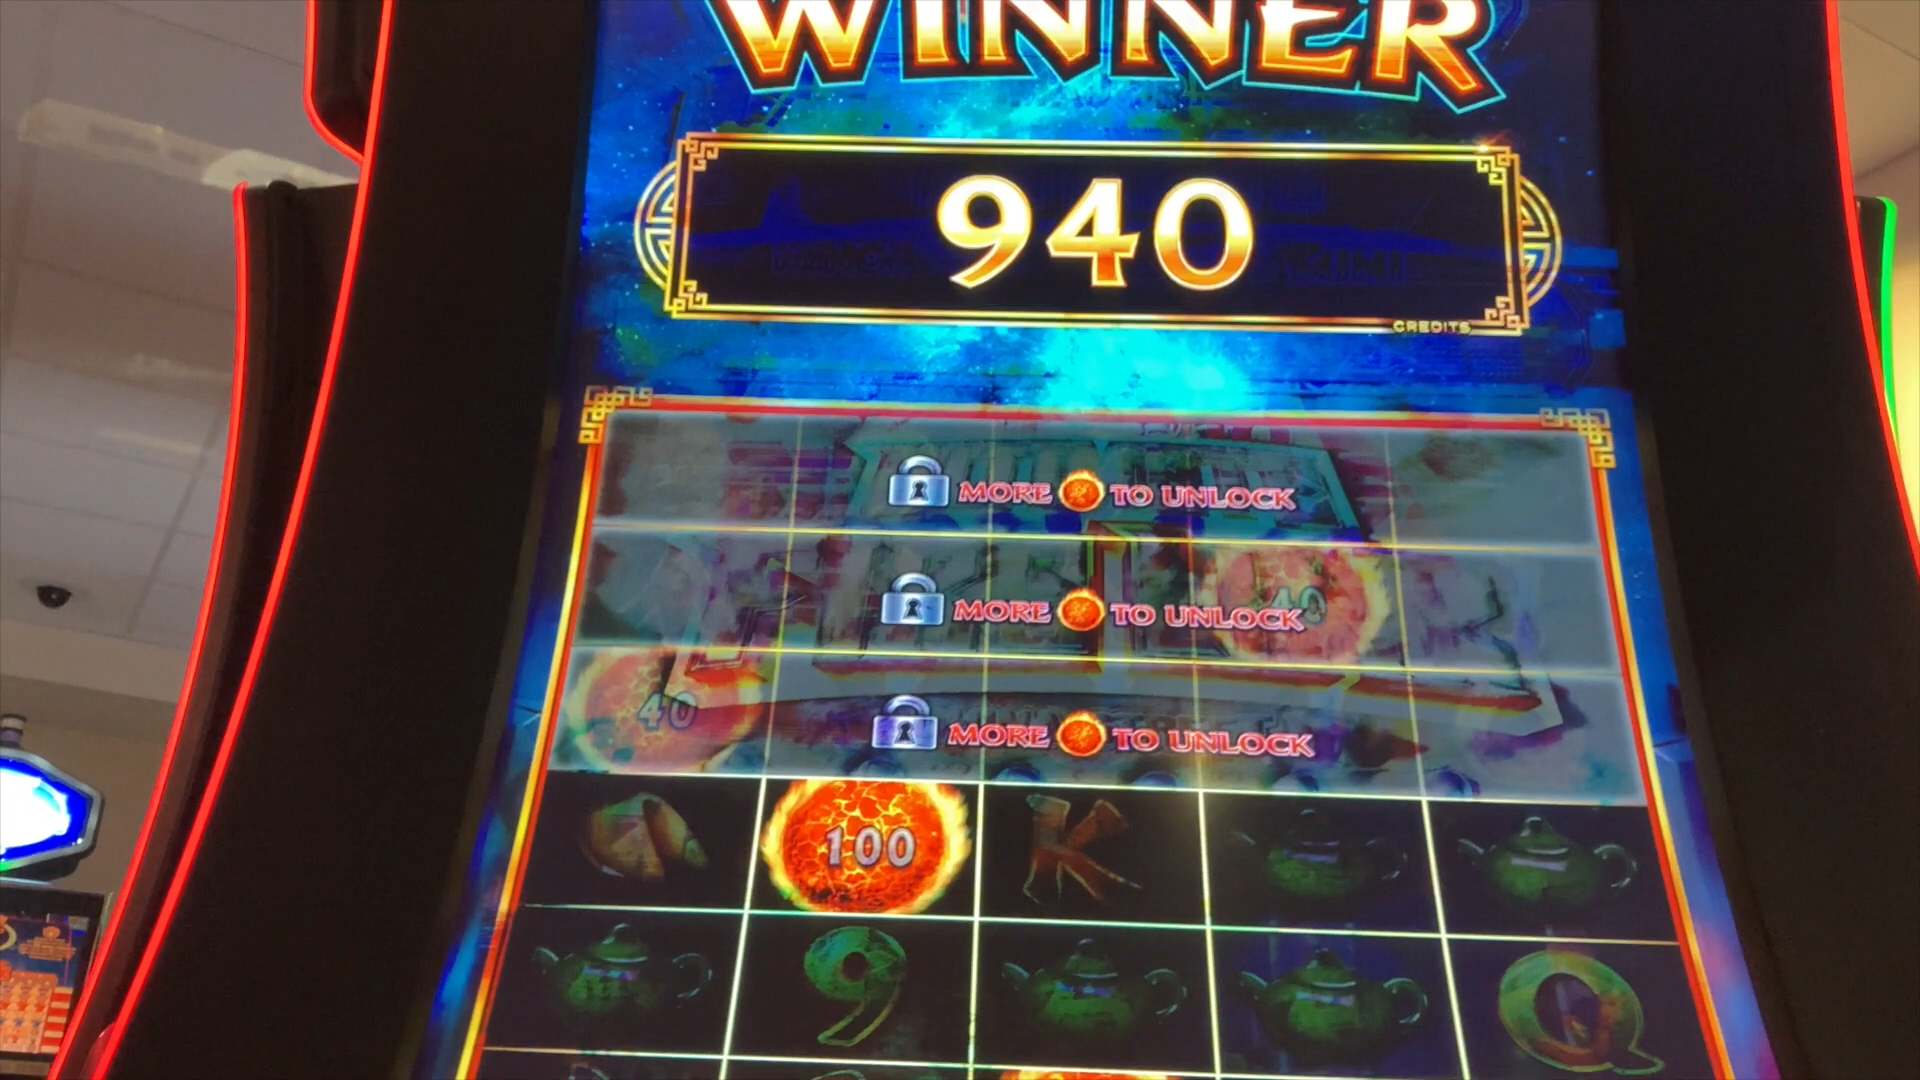 WINNER
940
CREDITS
MORE TO UNLOCK
40
MORE TO UNLOCK
40
MORE TO UNLOCK
100
K
9
Q